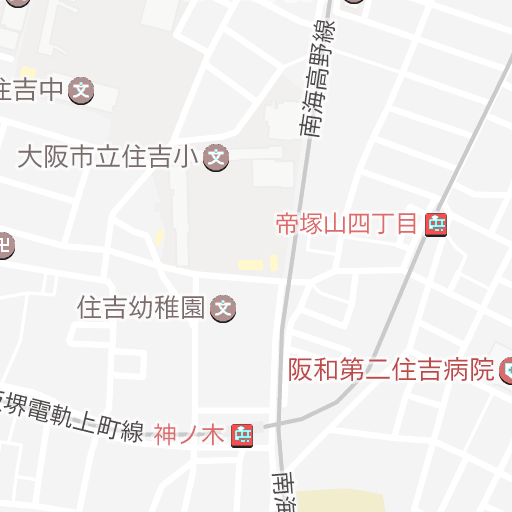 南海高野線
住吉中
大阪市立住吉小
帝塚山四丁目
住吉幼稚園
阪和第二住吉病院
堺電軌上町線
神ノ木
南海